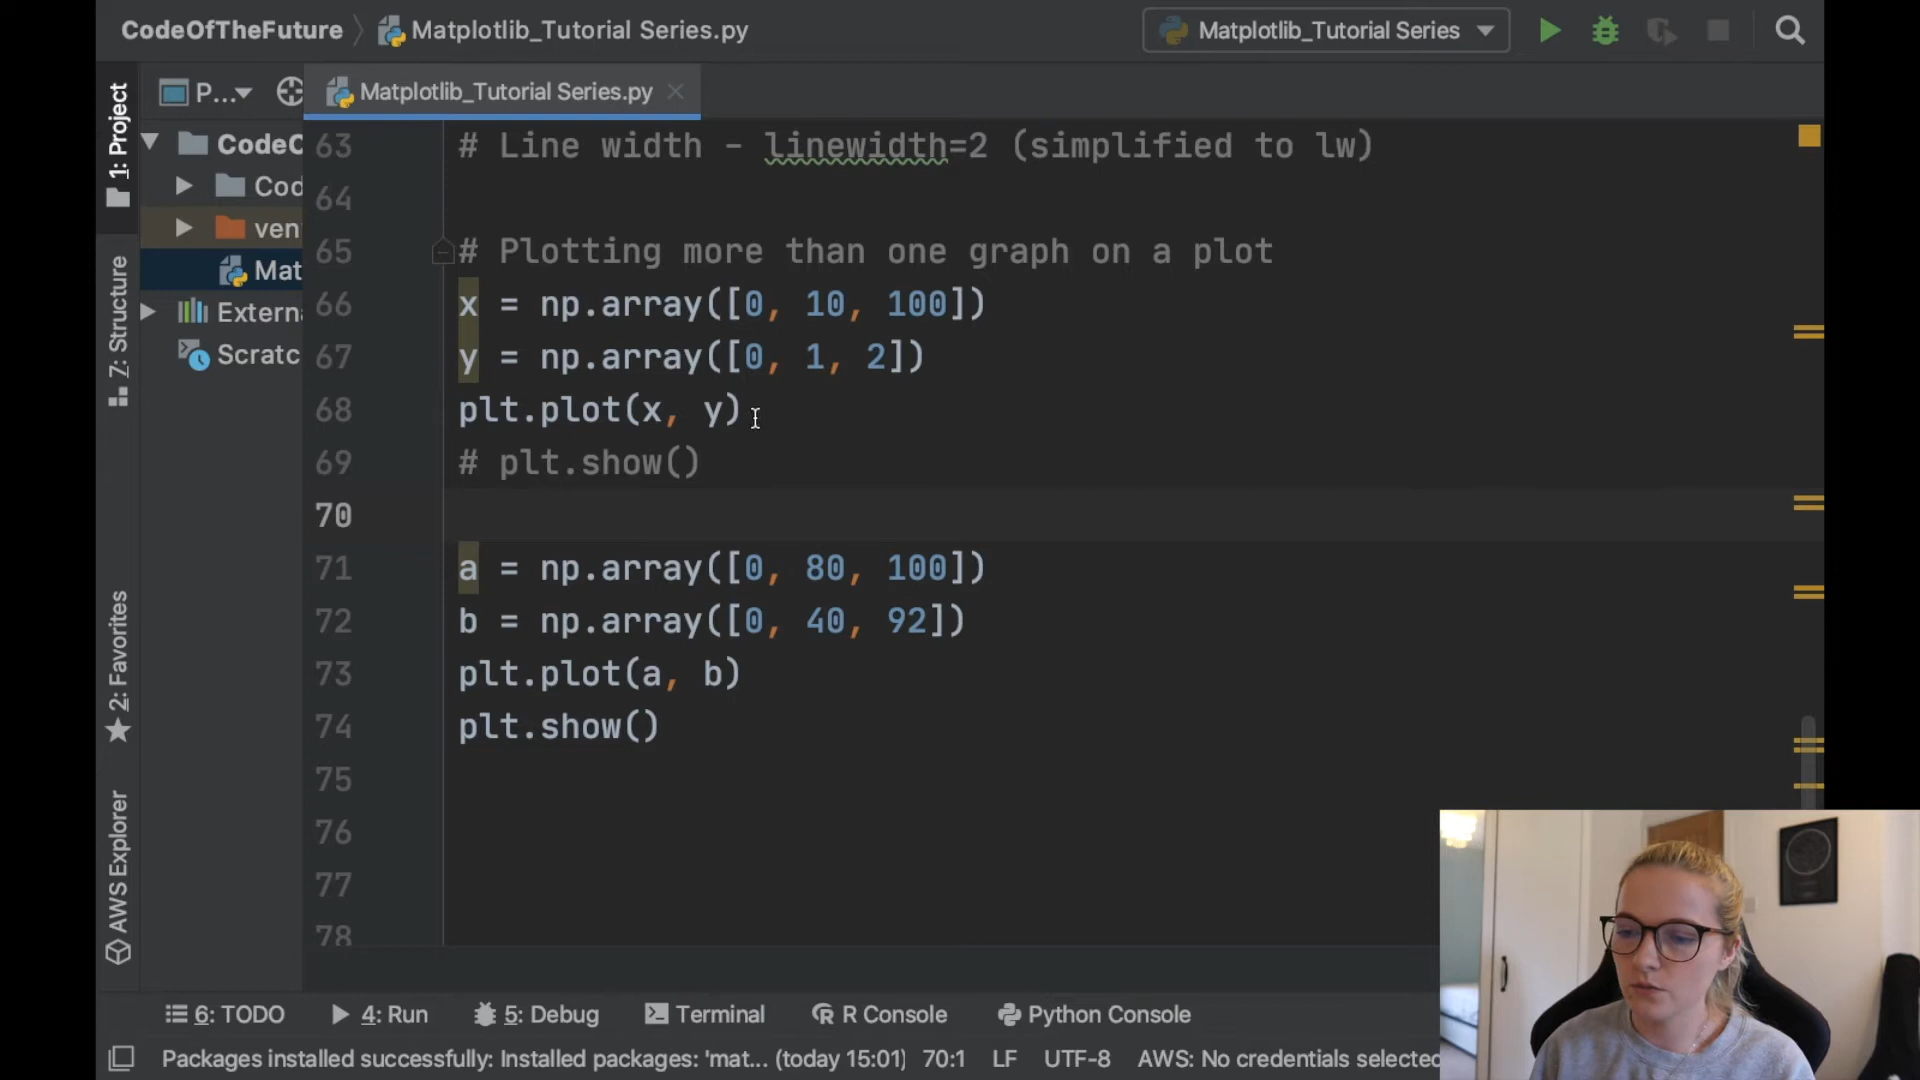 CodeOfTheFuture Matplotlib_Tutorial Series.py Matplotlib_Tutorial Series
1: Project P... Matplotlib_Tutorial Series.py
CodeC
Cod
ven
Mat
Extern
Scratc
Z: Structure
2: Favorites
AWS Explorer
63 # Line width - linewidth=2 (simplified to lw)
64
65 # Plotting more than one graph on a plot
66 x = np.array([0, 10, 100])
67 y = np.array([0, 1, 2])
68 plt.plot(x, y)
69 # plt.show()
70
71 a = np.array([0, 80, 100])
72 b = np.array([0, 40, 92])
73 plt.plot(a, b)
74 plt.show()
75
76
77
78
6: TODO 4: Run 5: Debug Terminal R Console Python Console
Packages installed successfully: Installed packages: 'mat... (today 15:01) 70:1 LF UTF-8 AWS: No credentials selected